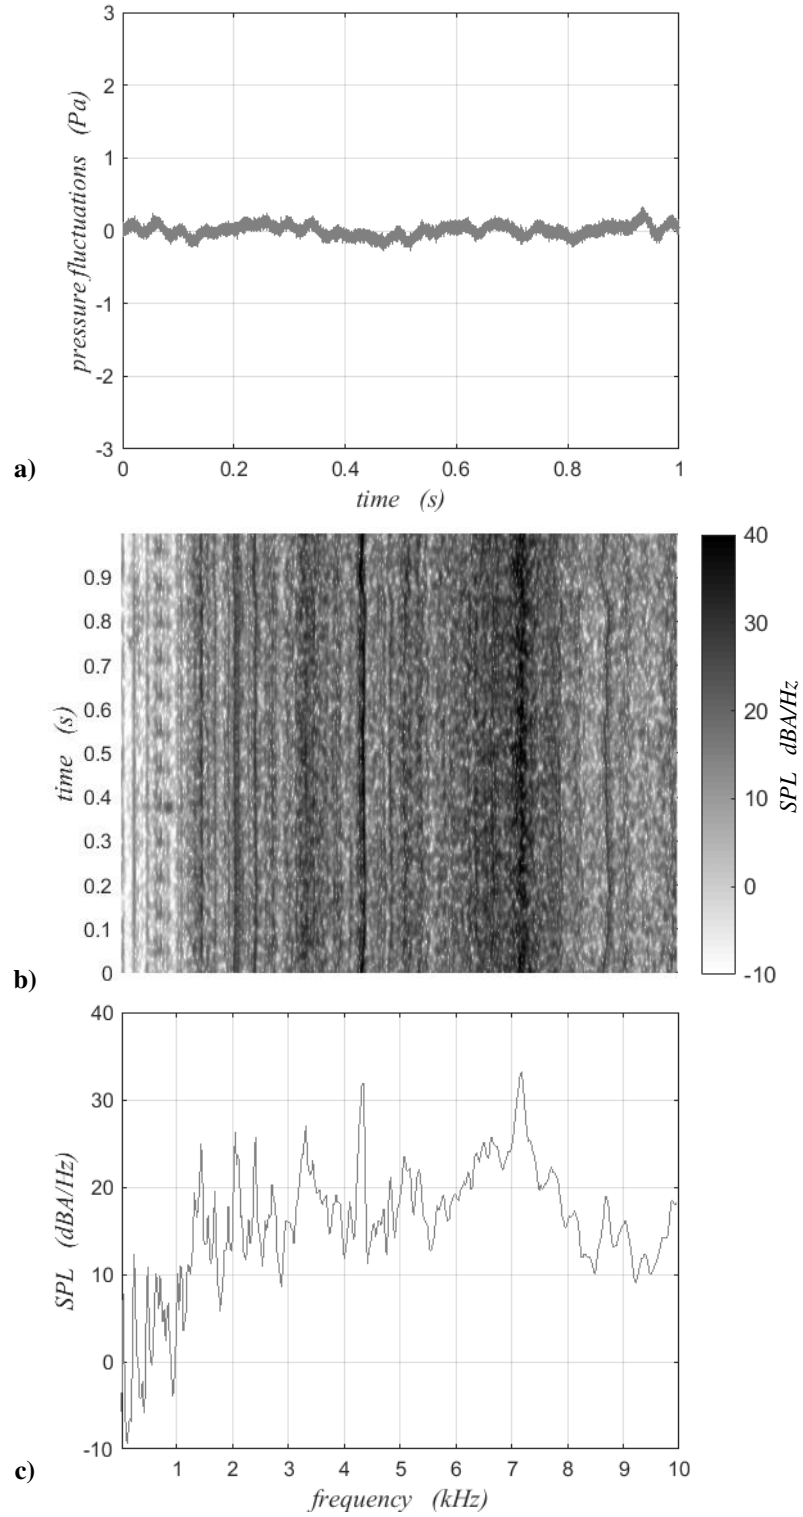 3
2
1
0
-1
-2
-3
pressure fluctuations (Pa)
0 0.2 0.4 0.6 0.8 1
time (s)
a)
0.9
0.8
0.7
0.6
0.5
0.4
0.3
0.2
0.1
0
time (s)
40
30
20
10
0
-10
SPL dBA/Hz
b)
40
30
20
10
0
-10
SPL (dBA/Hz)
1 2 3 4 5 6 7 8 9 10
frequency (kHz)
c)